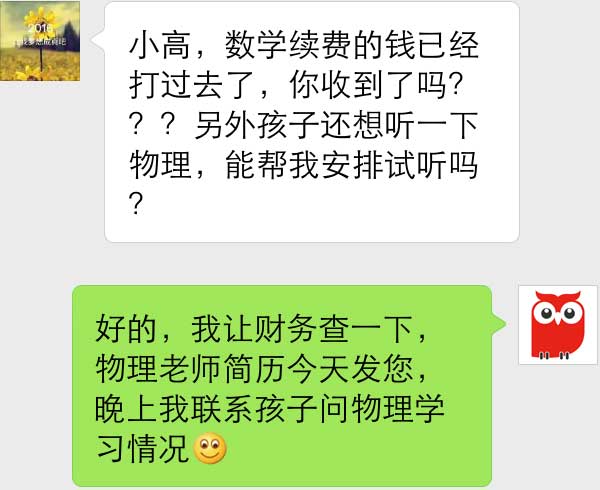 2016
小高，数学续费的钱已经
打过去了，你收到了吗？
？？另外孩子还想听一下
物理，能帮我安排试听吗
？
好的，我让财务查一下，
物理老师简历今天发您，
晚上我联系孩子问物理学
习情况